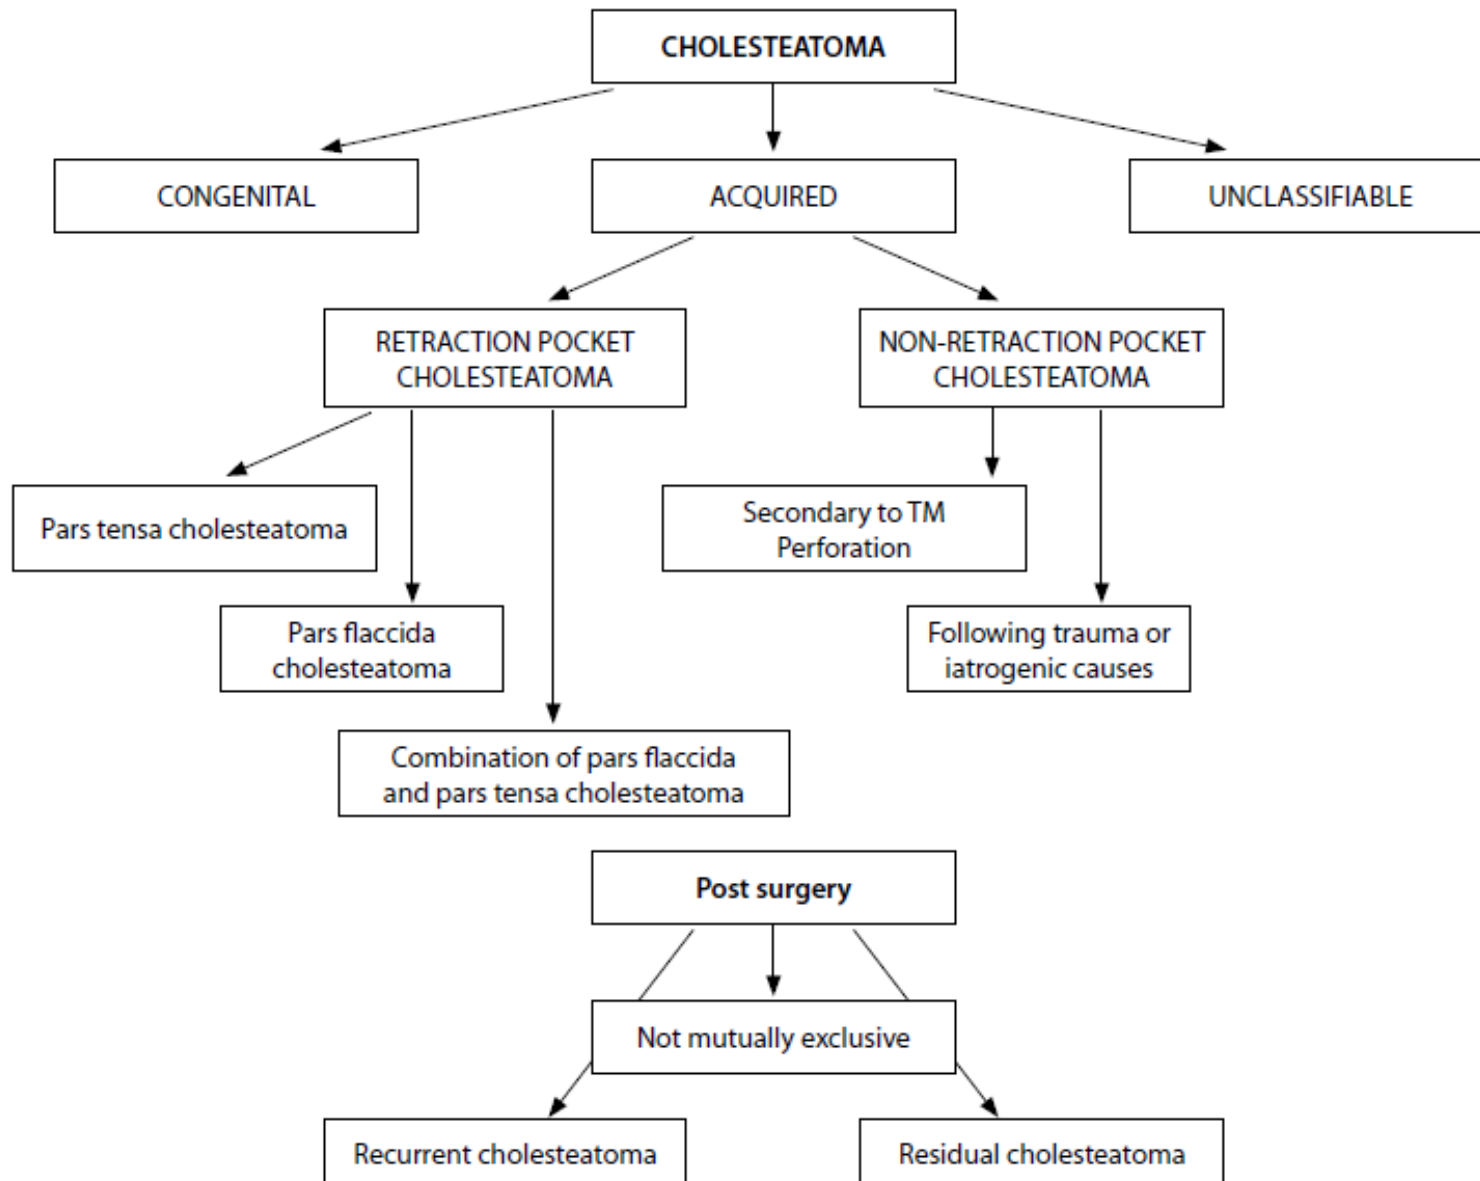 CHOLESTEATOMA
CONGENITAL
ACQUIRED
UNCLASSIFIABLE
RETRACTION POCKET
CHOLESTEATOMA
NON-RETRACTION POCKET
CHOLESTEATOMA
Pars tensa cholesteatoma
Secondary to TM
Perforation
Pars flaccida
cholesteatoma
Following trauma or
iatrogenic causes
Combination of pars flaccida
and pars tensa cholesteatoma
Post surgery
Not mutually exclusive
Recurrent cholesteatoma
Residual cholesteatoma